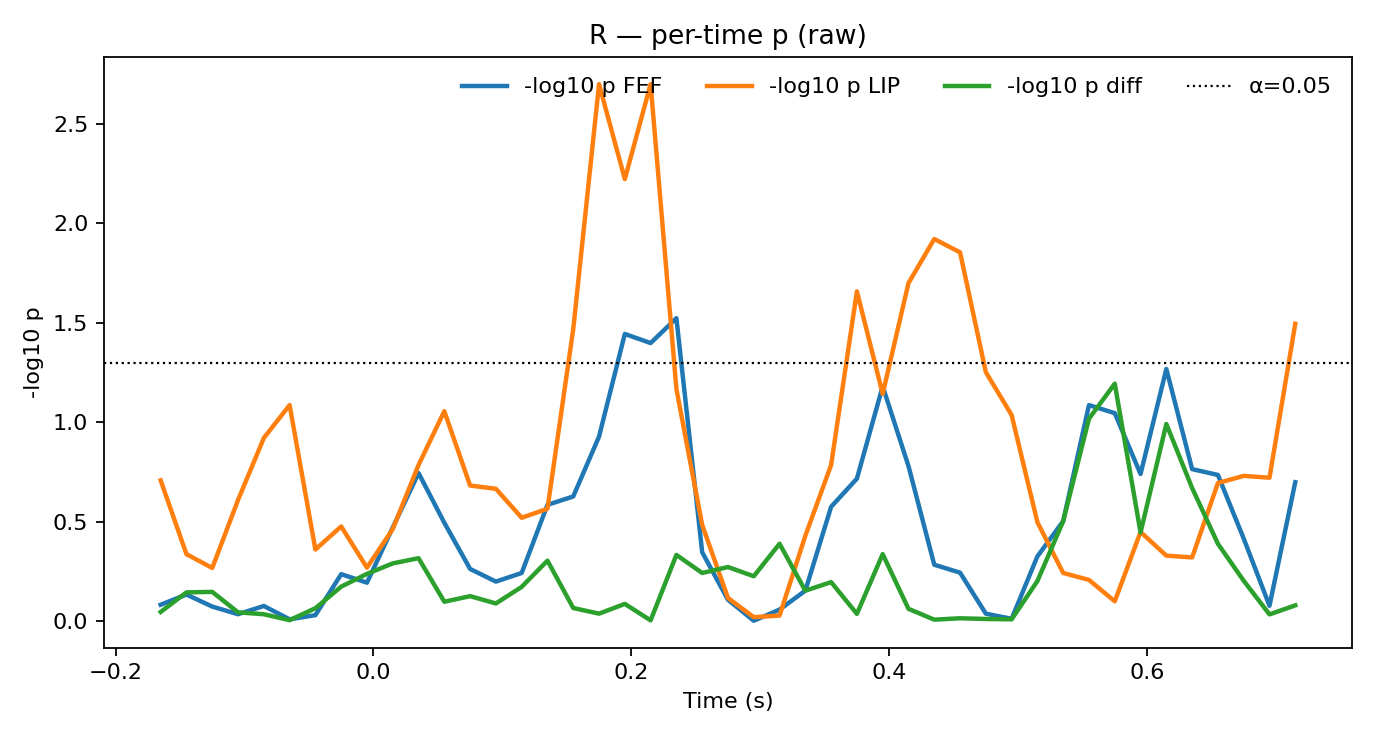 R — per-time p (raw)
-log10 p FEF -log10 p LIP -log10 p diff α=0.05
-log10 p
2.5
2.0
1.5
1.0
0.5
0.0
−0.2 0.0 0.2 0.4 0.6
Time (s)